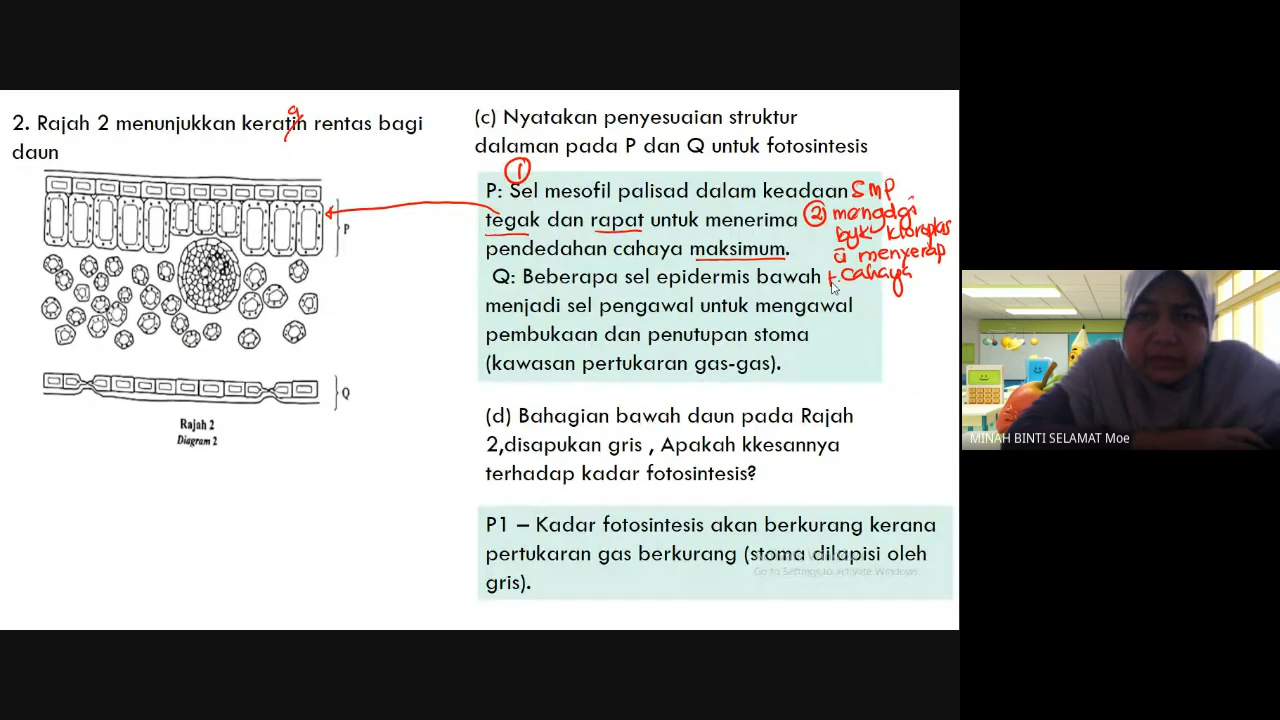 2. Rajah 2 menunjukkan keratin rentas bagi
g
daun
P
Q
Rajah 2
Diagram 2
(c) Nyatakan penyesuaian struktur
dalaman pada P dan Q untuk fotosintesis
1
P: Sel mesofil palisad dalam keadaan
tegak dan rapat untuk menerima
pendedahan cahaya maksimum.
Q: Beberapa sel epidermis bawah
menjadi sel pengawal untuk mengawal
pembukaan dan penutupan stoma
(kawasan pertukaran gas-gas).
SMP
2 mengdgi
byk kloroplas
ū menyerap
cahaya
(d) Bahagian bawah daun pada Rajah
2,disapukan gris , Apakah kkesannya
terhadap kadar fotosintesis?
P1 – Kadar fotosintesis akan berkurang kerana
pertukaran gas berkurang (stoma dilapisi oleh
gris).
Go to Settings to activate Windows.
MINAH BINTI SELAMAT Moe